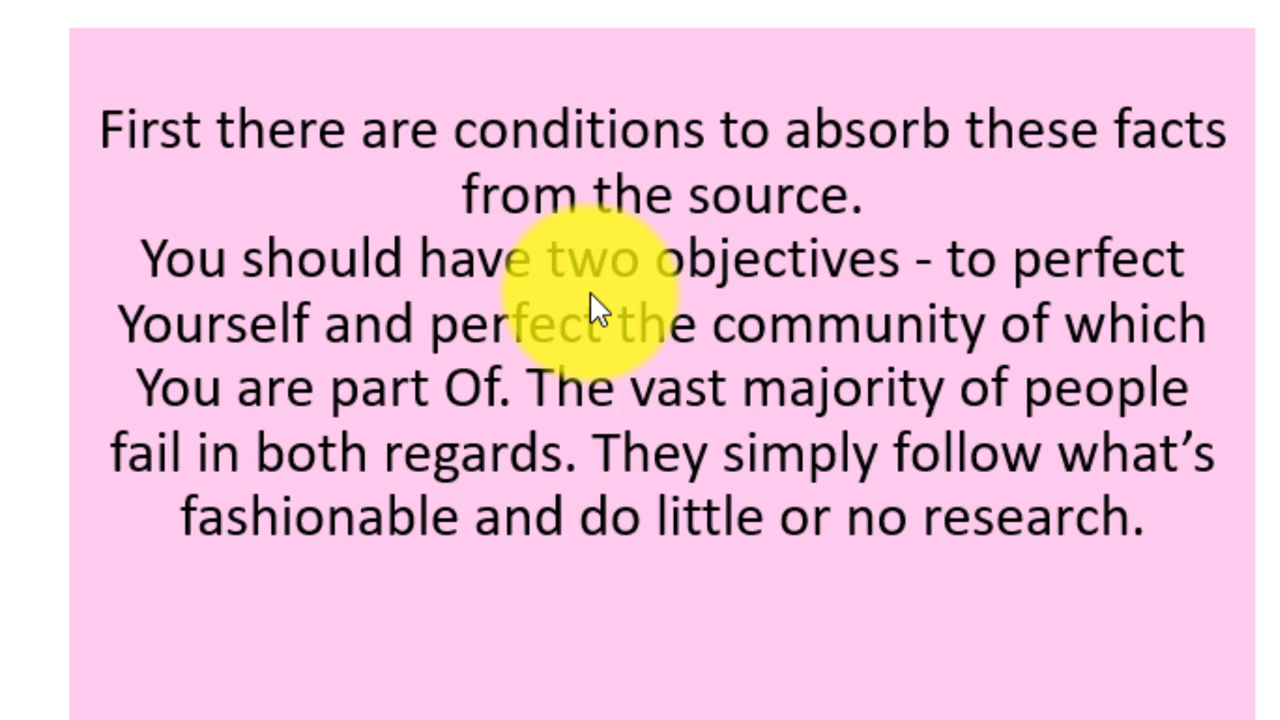 First there are conditions to absorb these facts
from the source.
You should have two objectives - to perfect
Yourself and perfect the community of which
You are part Of. The vast majority of people
fail in both regards. They simply follow what’s
fashionable and do little or no research.